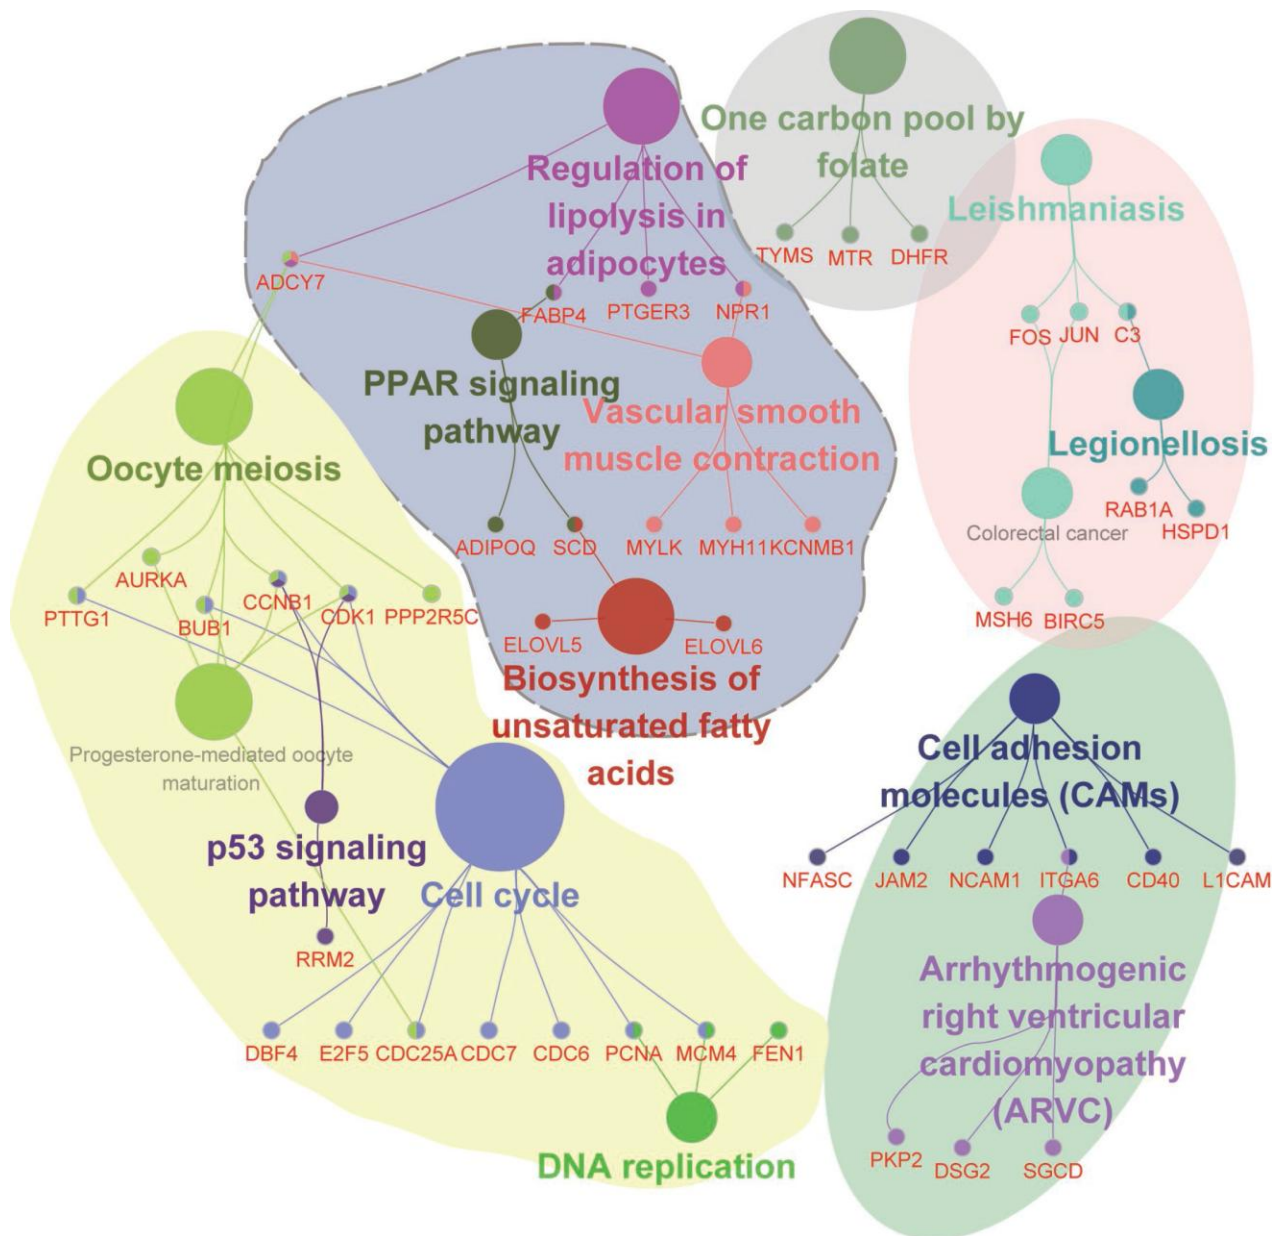 One carbon pool by
folate
TYMS
MTR
DHFR
Regulation of
lipolysis in
adipocytes
ADCY7
FABP4
PTGER3
NPR1
PPAR signaling
pathway
Vascular smooth
muscle contraction
ADIPOQ
SCD
MYLK
MYH11
KCNMB1
ELOVL5
ELOVL6
Biosynthesis of
unsaturated fatty
acids
Leishmaniasis
FOS
JUN
C3
Legionellosis
RAB1A
HSPD1
Colorectal cancer
MSH6
BIRC5
Oocyte meiosis
AURKA
PTTG1
BUB1
CCNB1
CDK1
PPP2R5C
Progesterone-mediated oocyte
maturation
p53 signaling
pathway
Cell cycle
RRM2
DBF4
E2F5
CDC25A
CDC7
CDC6
PCNA
MCM4
FEN1
DNA replication
Cell adhesion
molecules (CAMs)
NFASC
JAM2
NCAM1
ITGA6
CD40
L1CAM
Arrhythmogenic
right ventricular
cardiomyopathy
(ARVC)
PKP2
DSG2
SGCD